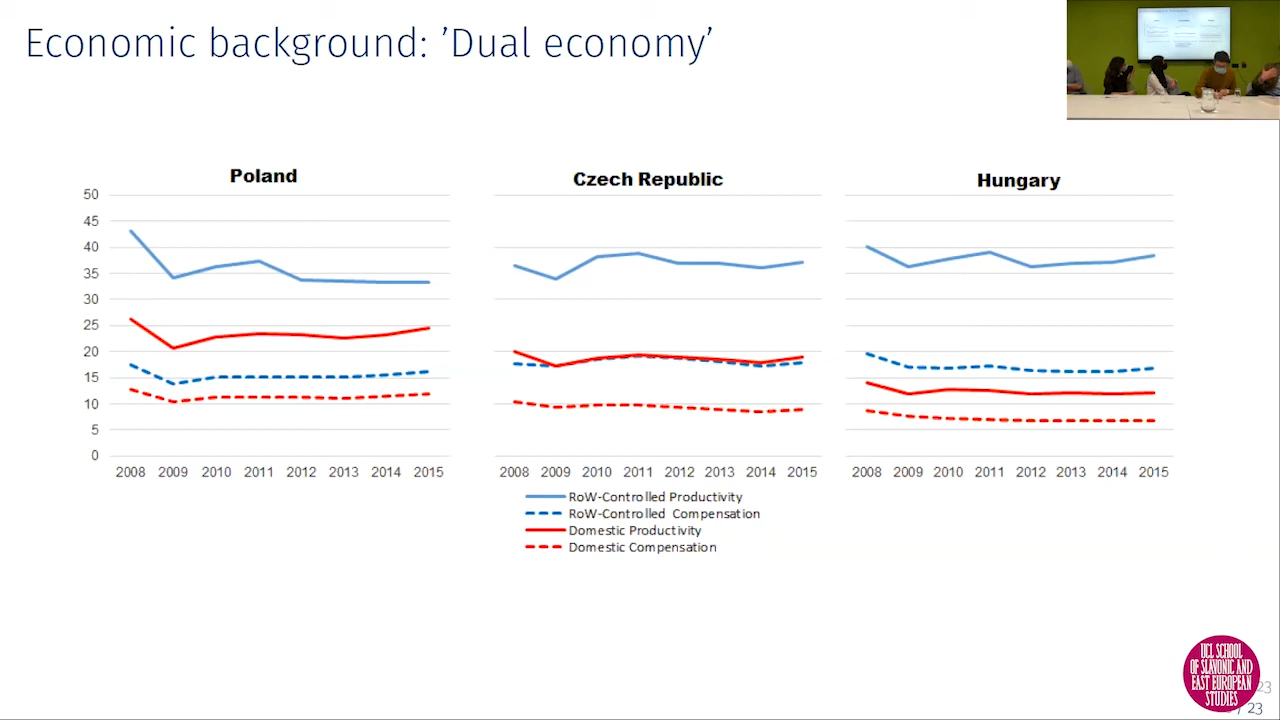 Economic background: ’Dual economy’
Poland
Czech Republic
Hungary
50
45
40
35
30
25
20
15
10
5
0
2008 2009 2010 2011 2012 2013 2014 2015
2008 2009 2010 2011 2012 2013 2014 2015
2008 2009 2010 2011 2012 2013 2014 2015
RoW-Controlled Productivity
RoW-Controlled Compensation
Domestic Productivity
Domestic Compensation
UCL SCHOOL
OF SLAVONIC AND
EAST EUROPEAN
STUDIES
23
/ 23